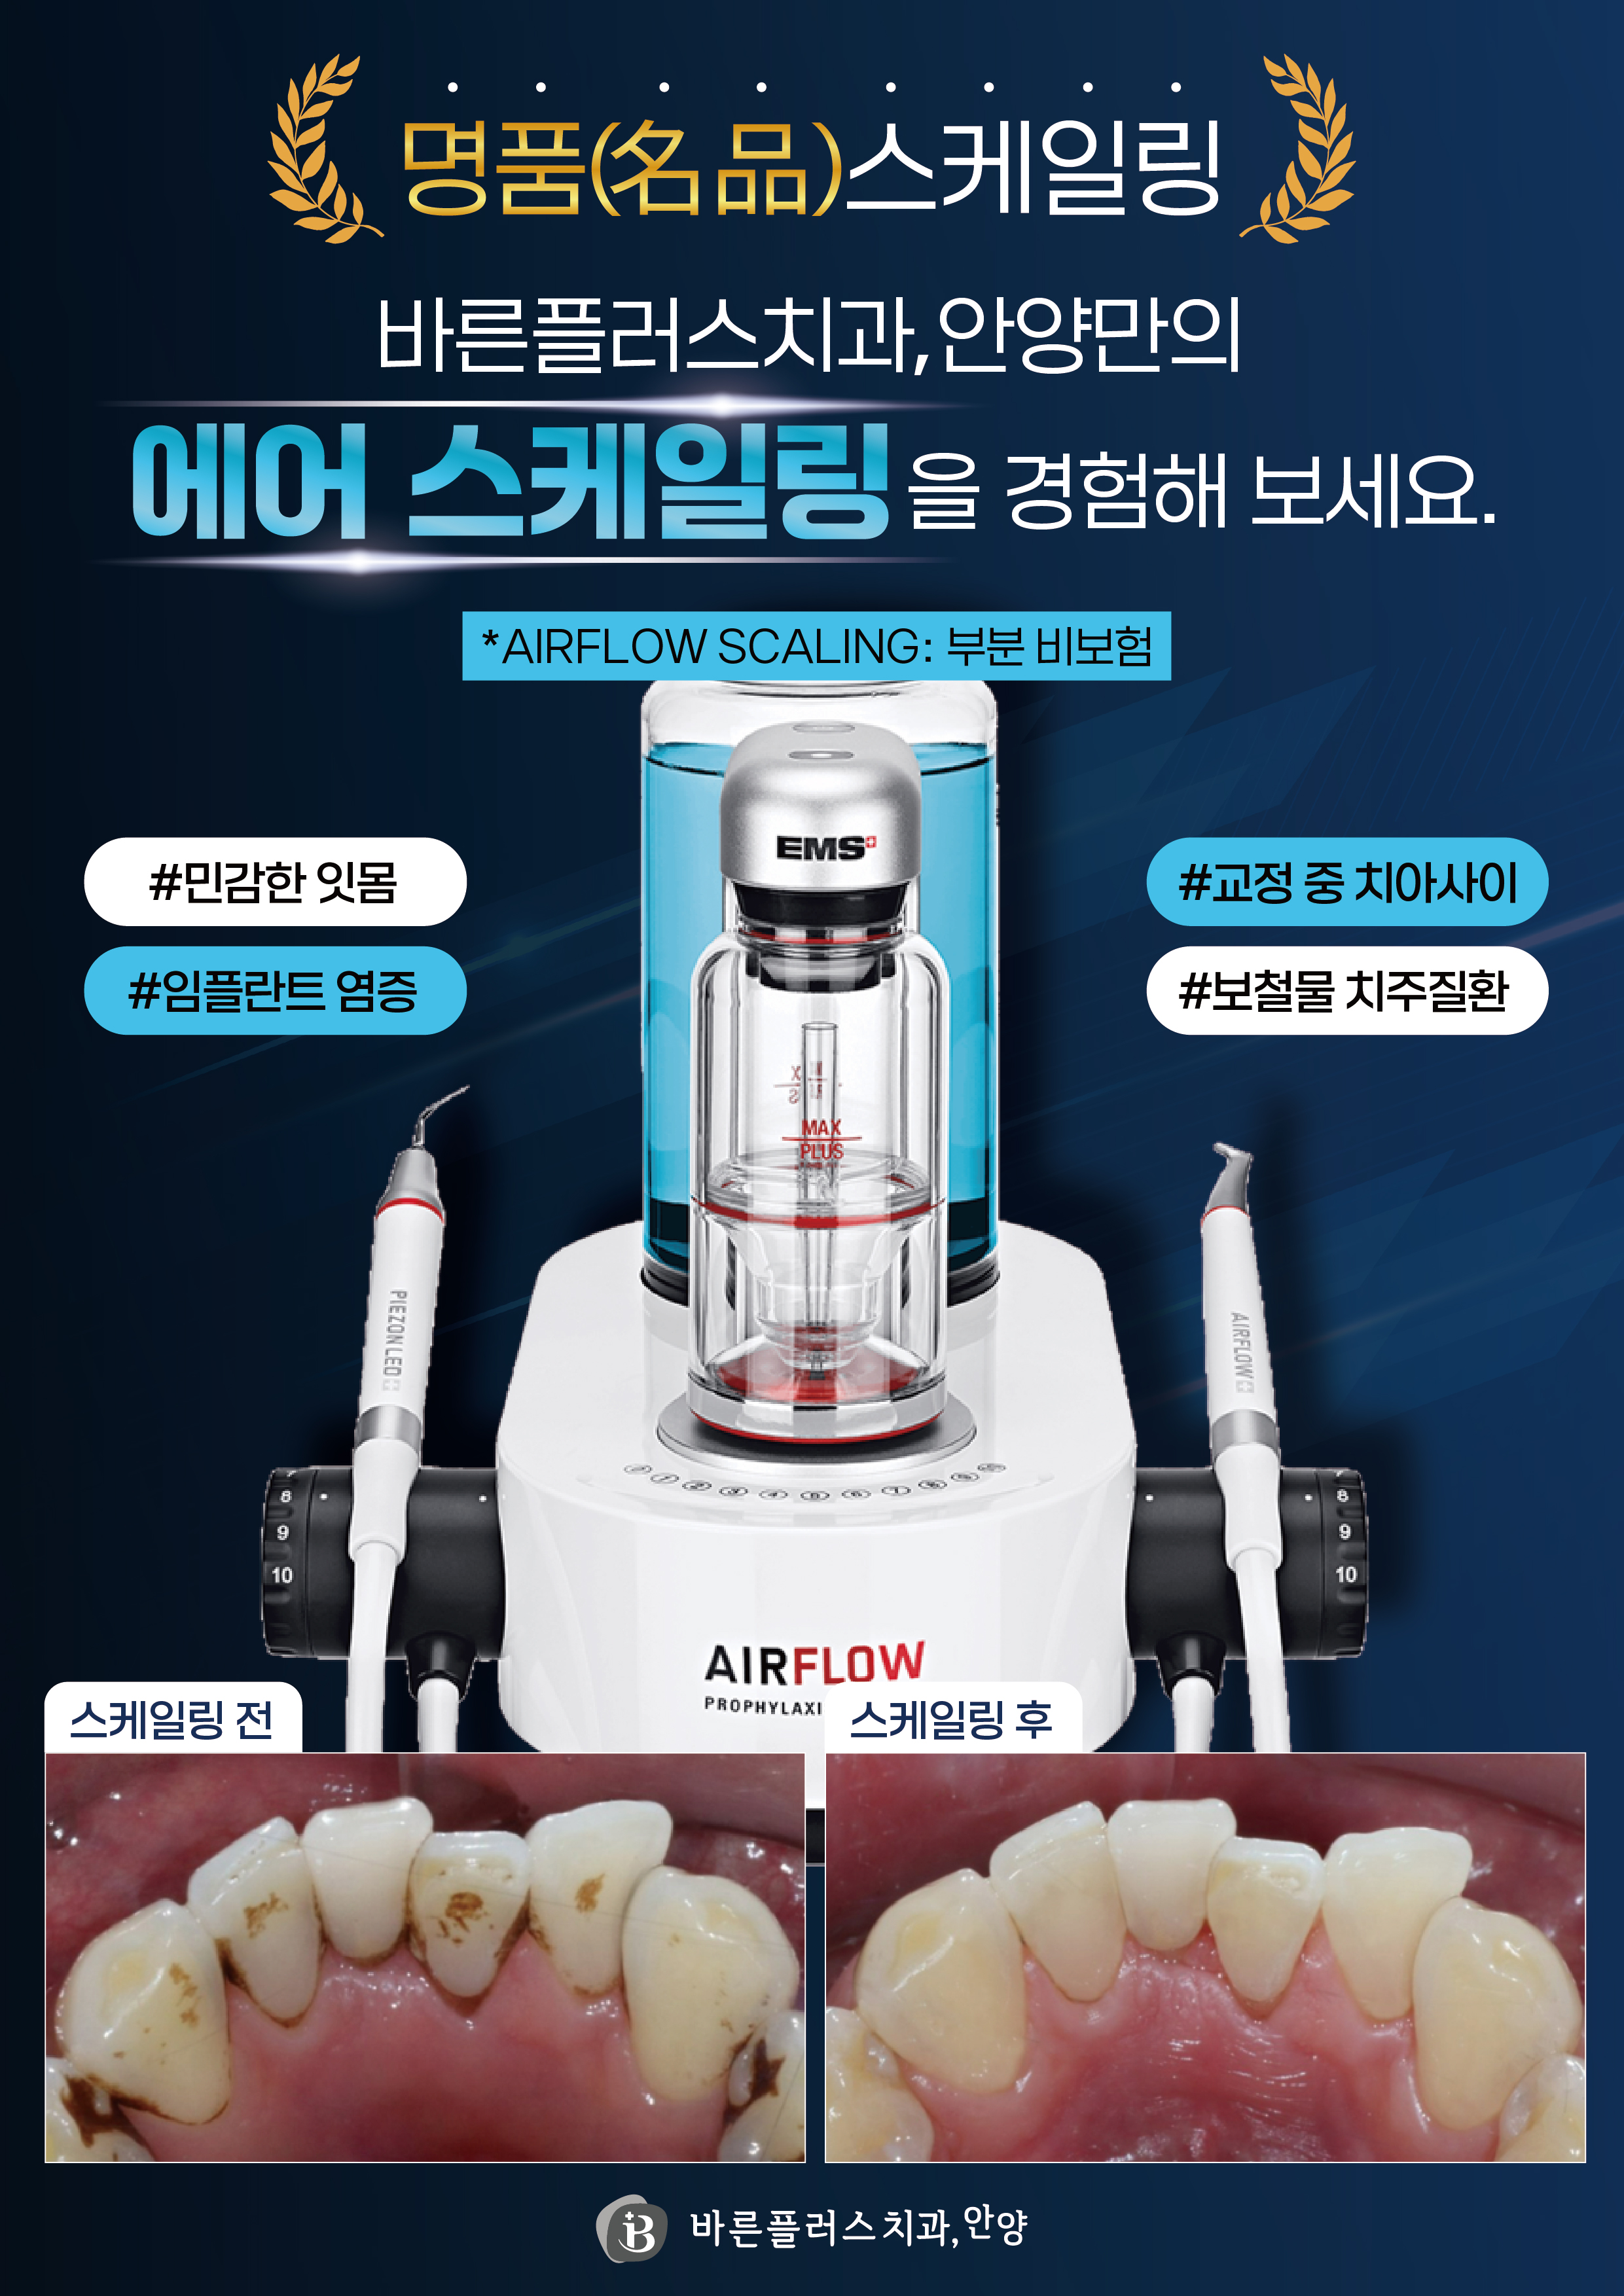 명품(名品)스케일링
바른플러스치과,안양만의
에어 스케일링을 경험해 보세요.
*AIRFLOW SCALING: 부분 비보험
EMS
#민감한 잇몸
#교정 중 치아사이
#임플란트 염증
#보철물 치주질환
MAX
PLUS
PIEZON LED
AIRFLOW
8
9
10
8
9
10
AIRFLOW
PROPHYLAXI
스케일링 전
스케일링 후
바른플러스치과,안양